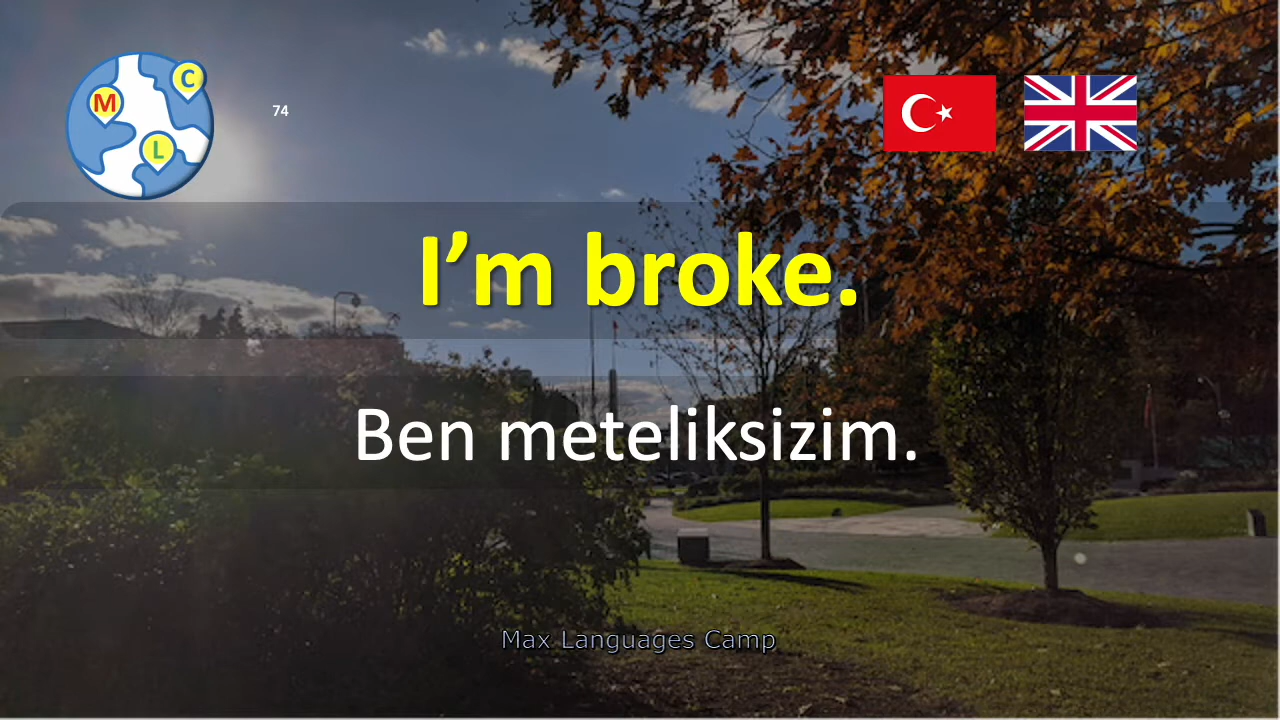 M
C
L
74
I’m broke.
Ben meteliksizim.
Max Languages Camp